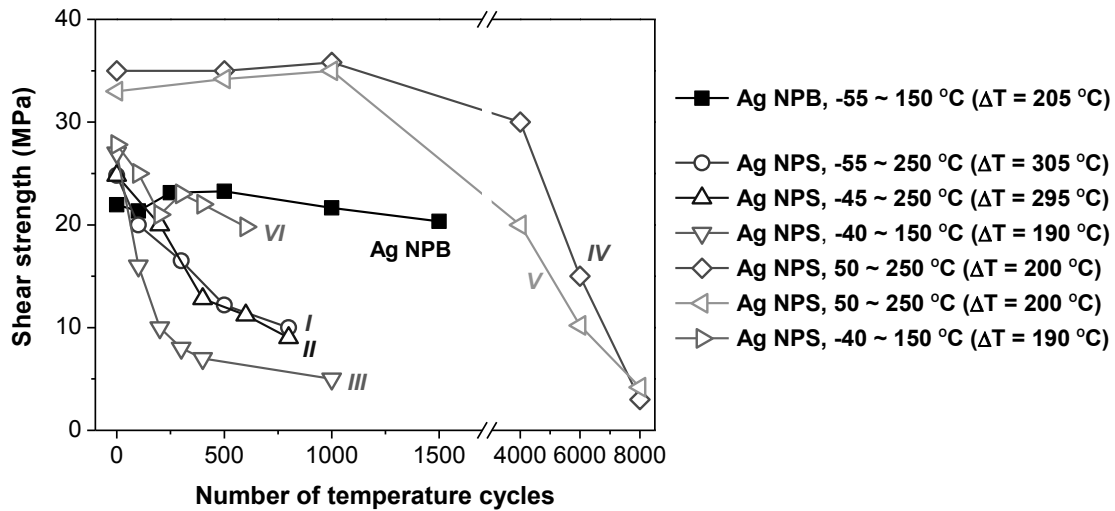 40
30
20
10
0
Shear strength (MPa)
0
500
1000
1500
4000
6000
8000
Number of temperature cycles
VI
Ag NPB
I
II
III
IV
V
Ag NPB, -55 ~ 150 °C (ΔT = 205 °C)
Ag NPS, -55 ~ 250 °C (ΔT = 305 °C)
Ag NPS, -45 ~ 250 °C (ΔT = 295 °C)
Ag NPS, -40 ~ 150 °C (ΔT = 190 °C)
Ag NPS, 50 ~ 250 °C (ΔT = 200 °C)
Ag NPS, 50 ~ 250 °C (ΔT = 200 °C)
Ag NPS, -40 ~ 150 °C (ΔT = 190 °C)